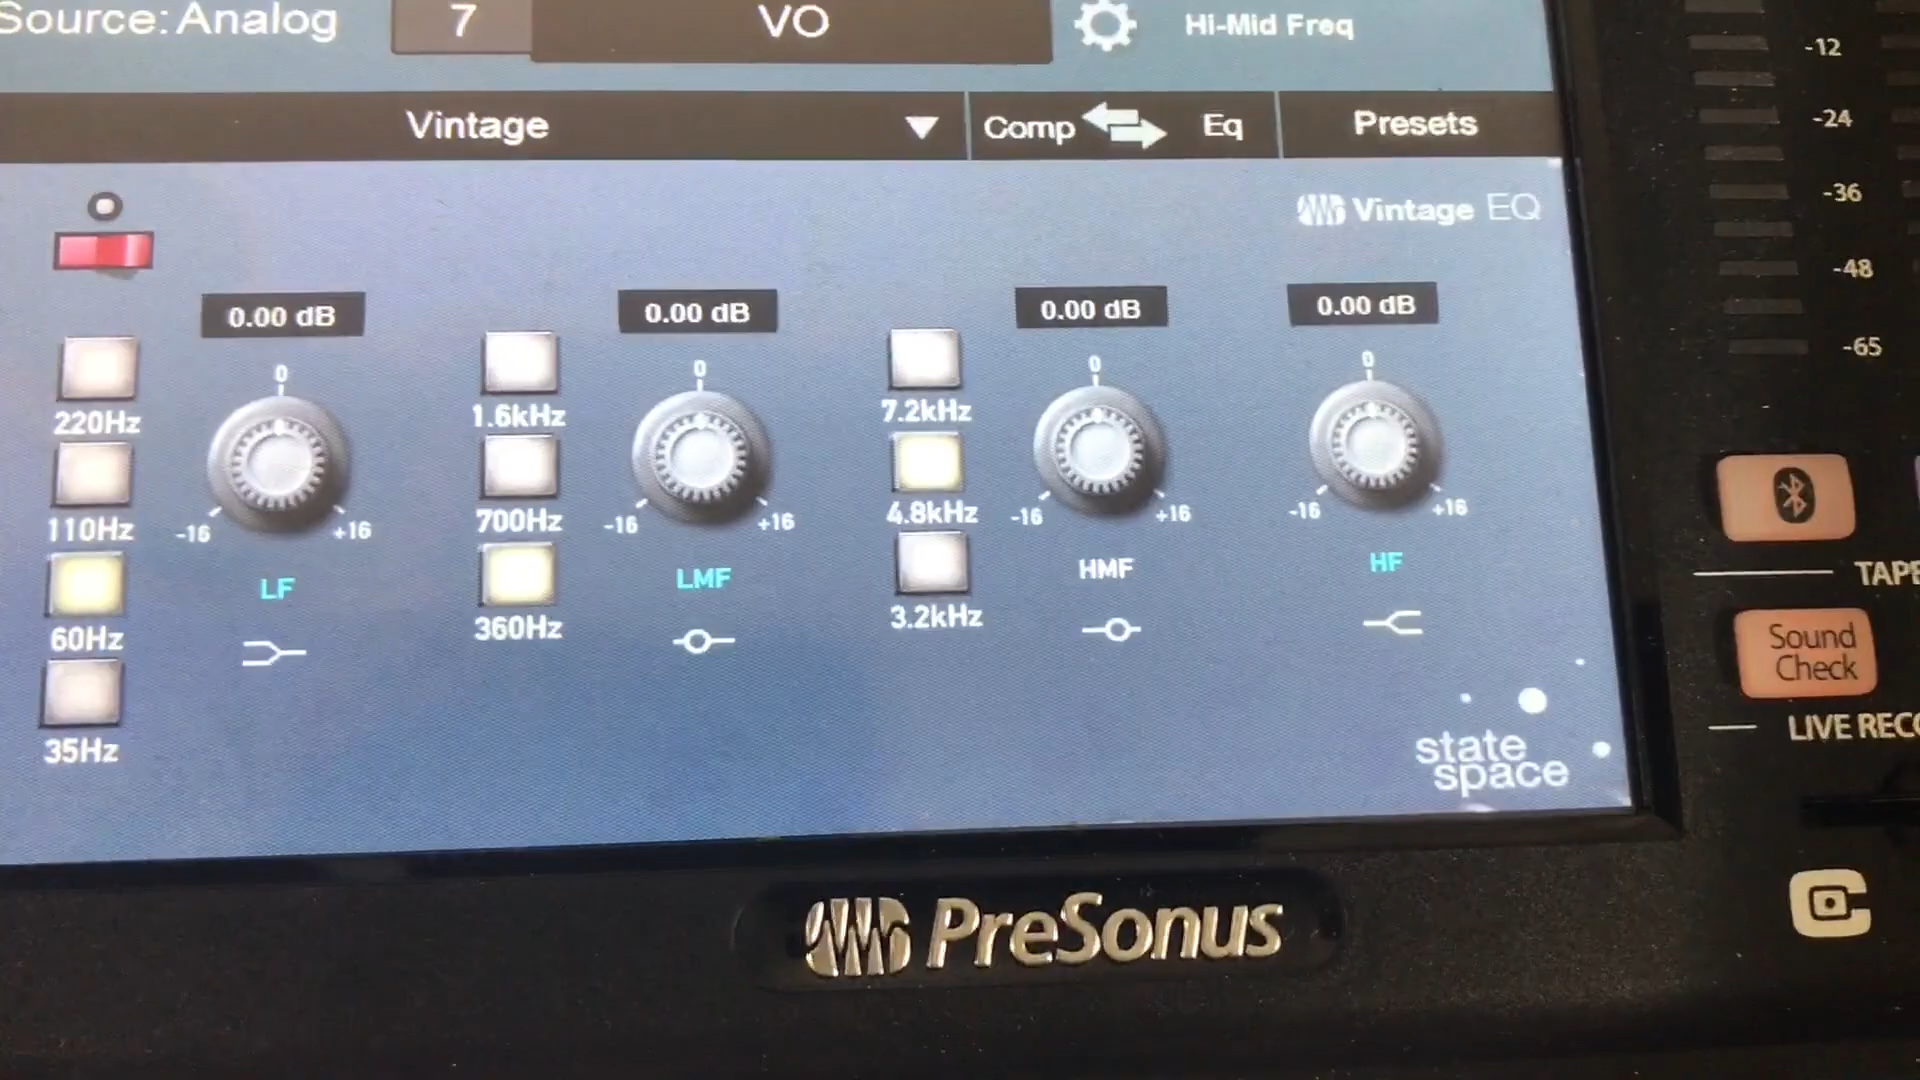 Source: Analog
7
VO
Hi-Mid Freq
Vintage
Comp
Eq
Presets
Vintage EQ
0.00 dB
0.00 dB
0.00 dB
0.00 dB
220Hz
110Hz
60Hz
35Hz
0
-16
+16
LF
1.6kHz
700Hz
360Hz
0
-16
+16
LMF
7.2kHz
4.8kHz
3.2kHz
0
-16
+16
HMF
0
-16
+16
HF
state
space
PreSonus
-12
-24
-36
-48
-65
TAPE
Sound
Check
LIVE REC